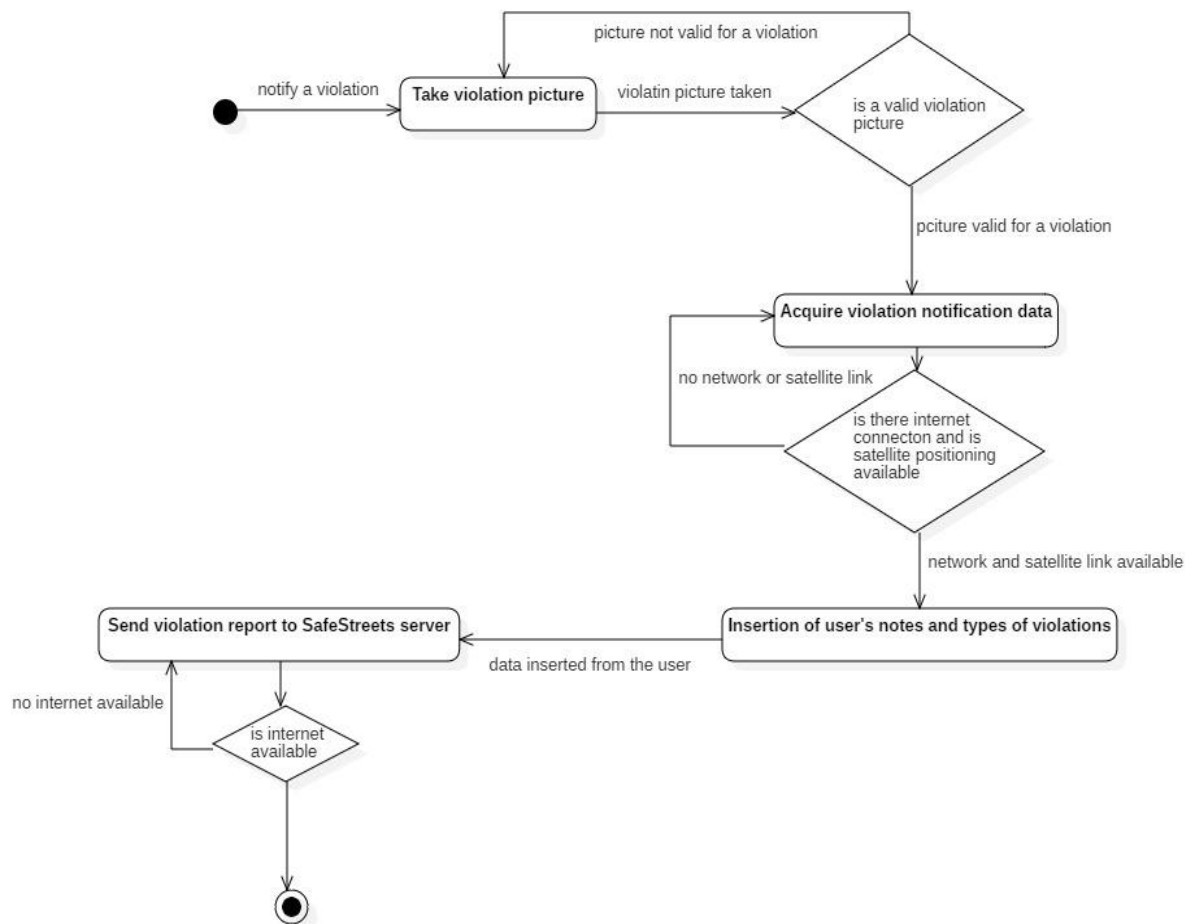 picture not valid for a violation
notify a violation
Take violation picture
violatin picture taken
is a valid violation
picture
pciture valid for a violation
Acquire violation notification data
no network or satellite link
is there internet
connecton and is
satellite positioning
available
network and satellite link available
Insertion of user's notes and types of violations
data inserted from the user
Send violation report to SafeStreets server
no internet available
is internet
available